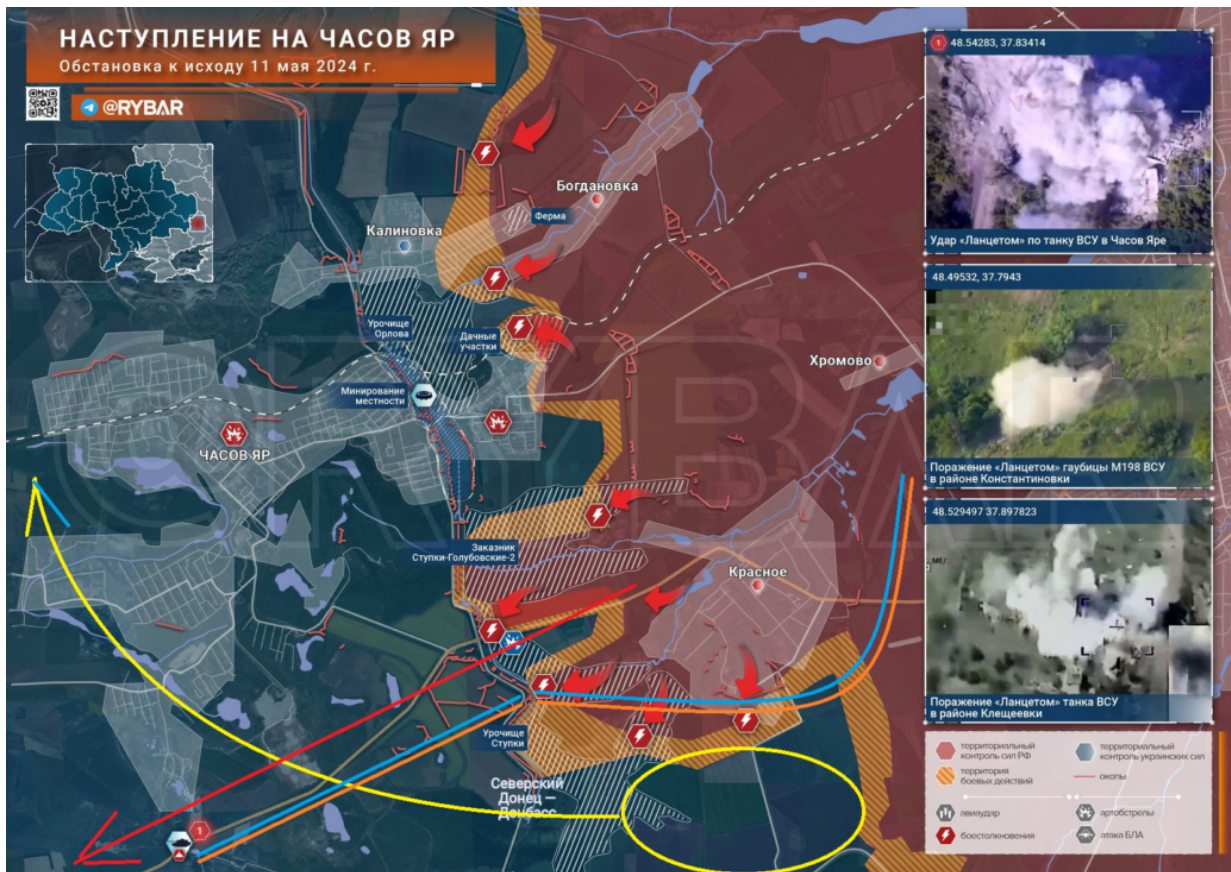 НАСТУПЛЕНИЕ НА ЧАСОВ ЯР
Обстановка к исходу 11 мая 2024 г.
@RYBAR
Богдановка
Ферма
Калиновка
Урочище
Орлова
Дачные
участки
Хромово
Минирование
местности
ЧАСОВ ЯР
Заказник
Ступки-Голубовские-2
Красное
Урочище
Ступки
Северский
Донец —
Донбасс
1
1
48.54283, 37.83414
Удар «Ланцетом» по танку ВСУ в Часов Яре
48.49532, 37.7943
Поражение «Ланцетом» гаубицы М198 ВСУ
в районе Константиновки
48.529497 37.897823
Поражение «Ланцетом» танка ВСУ
в районе Клещеевки
территориальный
контроль сил РФ
территориальный
контроль украинских сил
территория
боевых действий
окопы
авиаудар
артобстрелы
боестолкновения
атака БЛА
RYBAR